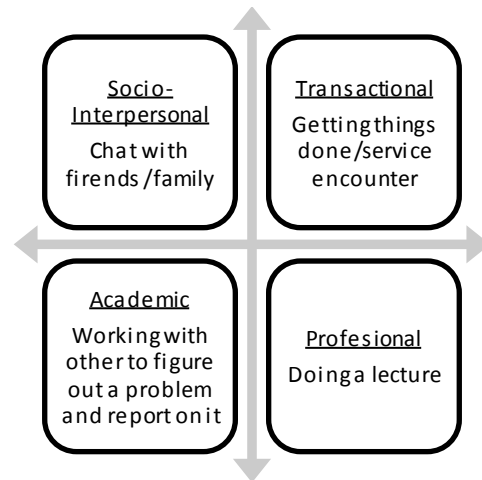 Socio-
Interpersonal
Chat with
firends/family
Transactional
Getting things
done/service
encounter
Academic
Working with
other to figure
out a problem
and report on it
Profesional
Doing a lecture